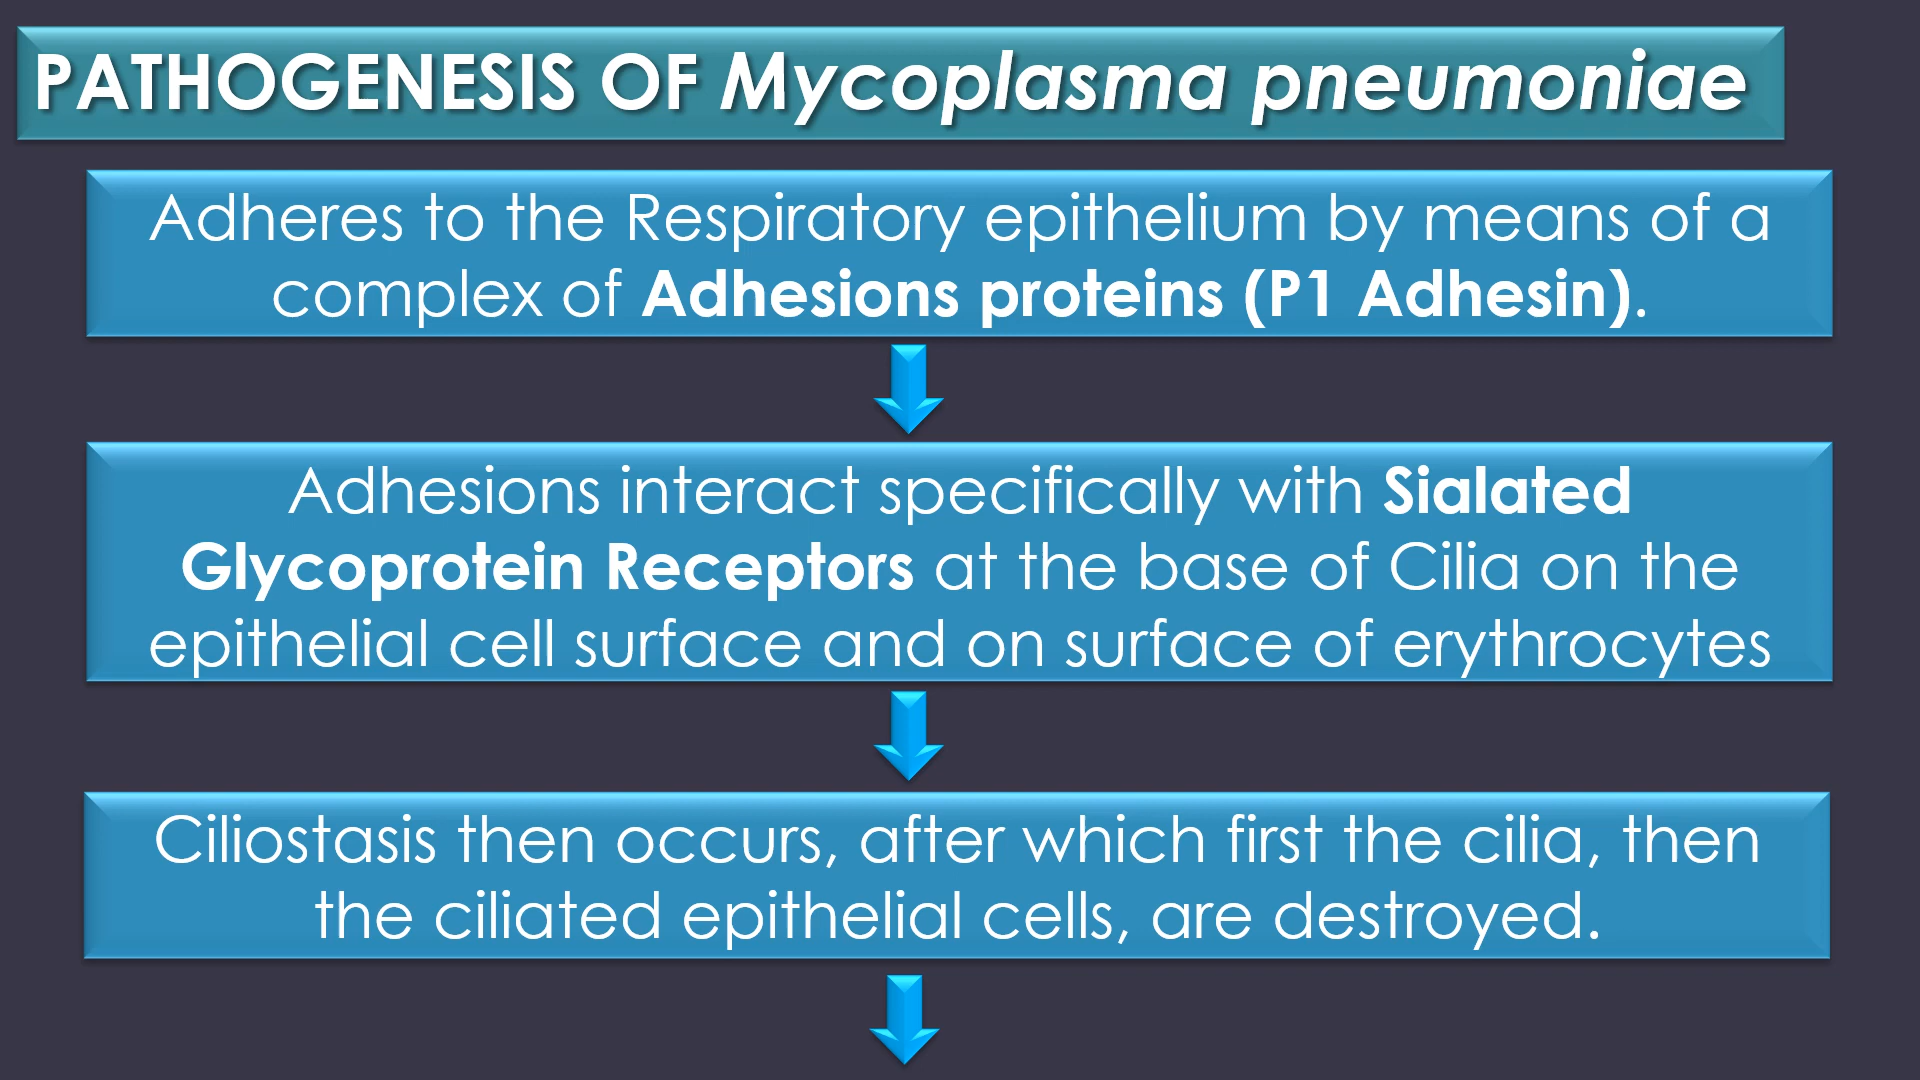 PATHOGENESIS OF Mycoplasma pneumoniae
Adheres to the Respiratory epithelium by means of a
complex of Adhesions proteins (P1 Adhesin).
Adhesions interact specifically with Sialated
Glycoprotein Receptors at the base of Cilia on the
epithelial cell surface and on surface of erythrocytes
Ciliostasis then occurs, after which first the cilia, then
the ciliated epithelial cells, are destroyed.